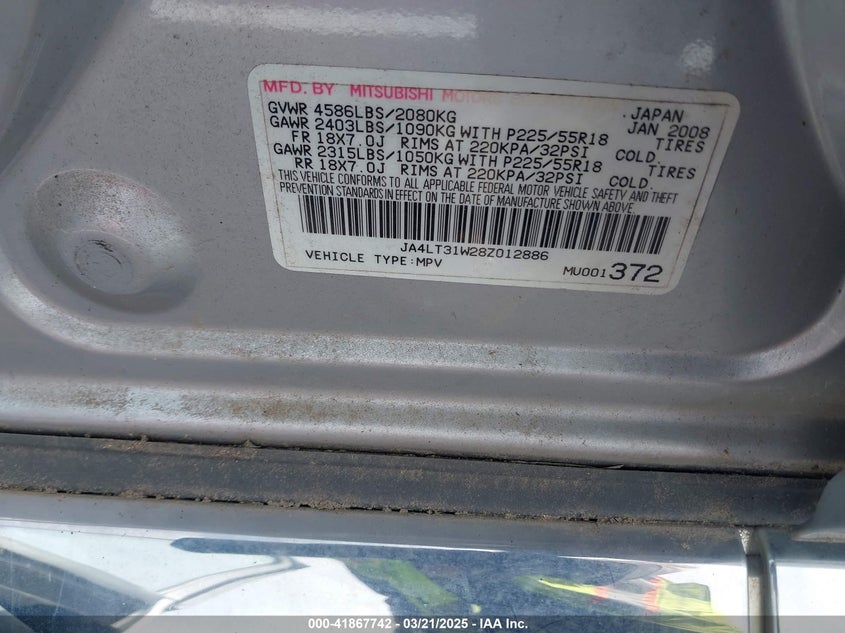 MFD. BY MITSUBISHI MOTORS
JAPAN
GVWR 4586LBS/2080KG JAN 2008
GAWR 2403LBS/1090KG WITH P225/55R18 TIRES
FR 18X7.0J RIMS AT 220KPA/32PSI COLD.
GAWR 2315LBS/1050KG WITH P225/55R18 TIRES
RR 18X7.0J RIMS AT 220KPA/32PSI COLD.
THIS VEHICLE CONFORMS TO ALL APPLICABLE FEDERAL MOTOR VEHICLE SAFETY AND THEFT
PREVENTION STANDARDS IN EFFECT ON THE DATE OF MANUFACTURE SHOWN ABOVE.
JA4LT31W28Z012886
VEHICLE TYPE:MPV MU001372
000-41867742 - 03/21/2025 - IAA Inc.